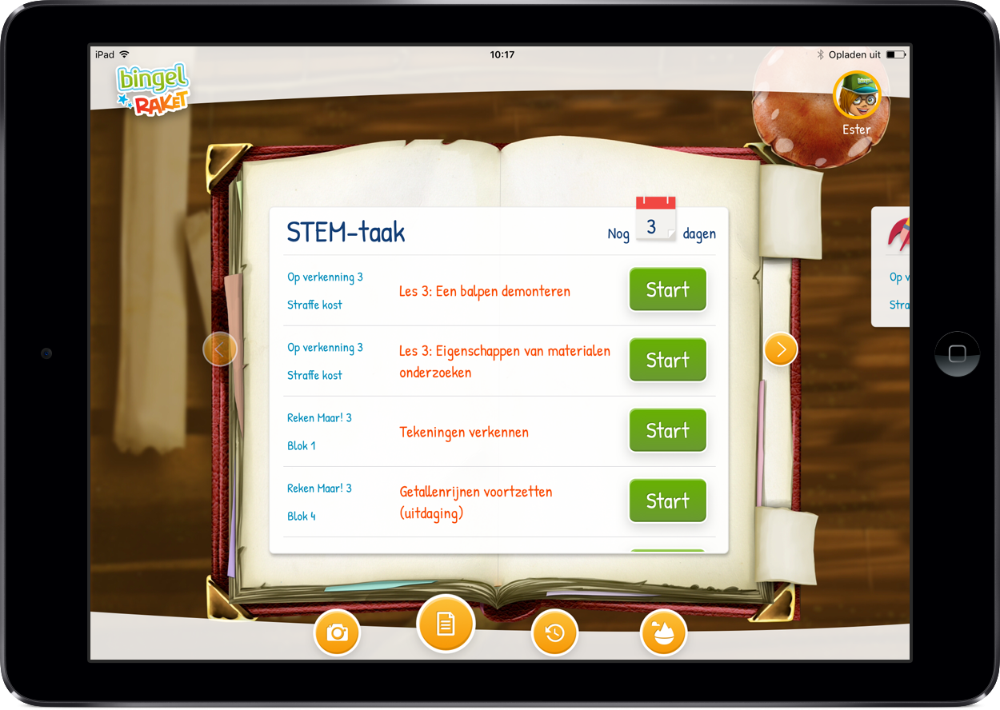 iPad
10:17
Opladen uit
bingel
RAKET
Ester
STEM-taak
Nog 3 dagen
Op verkenning 3
Straffe kost
Les 3: Een balpen demonteren
Start
Op verkenning 3
Straffe kost
Les 3: Eigenschappen van materialen
onderzoeken
Start
Reken Maar! 3
Blok 1
Tekeningen verkennen
Start
Reken Maar! 3
Blok 4
Getallenrijnen voortzetten
(uitdaging)
Start
Op v
Stra